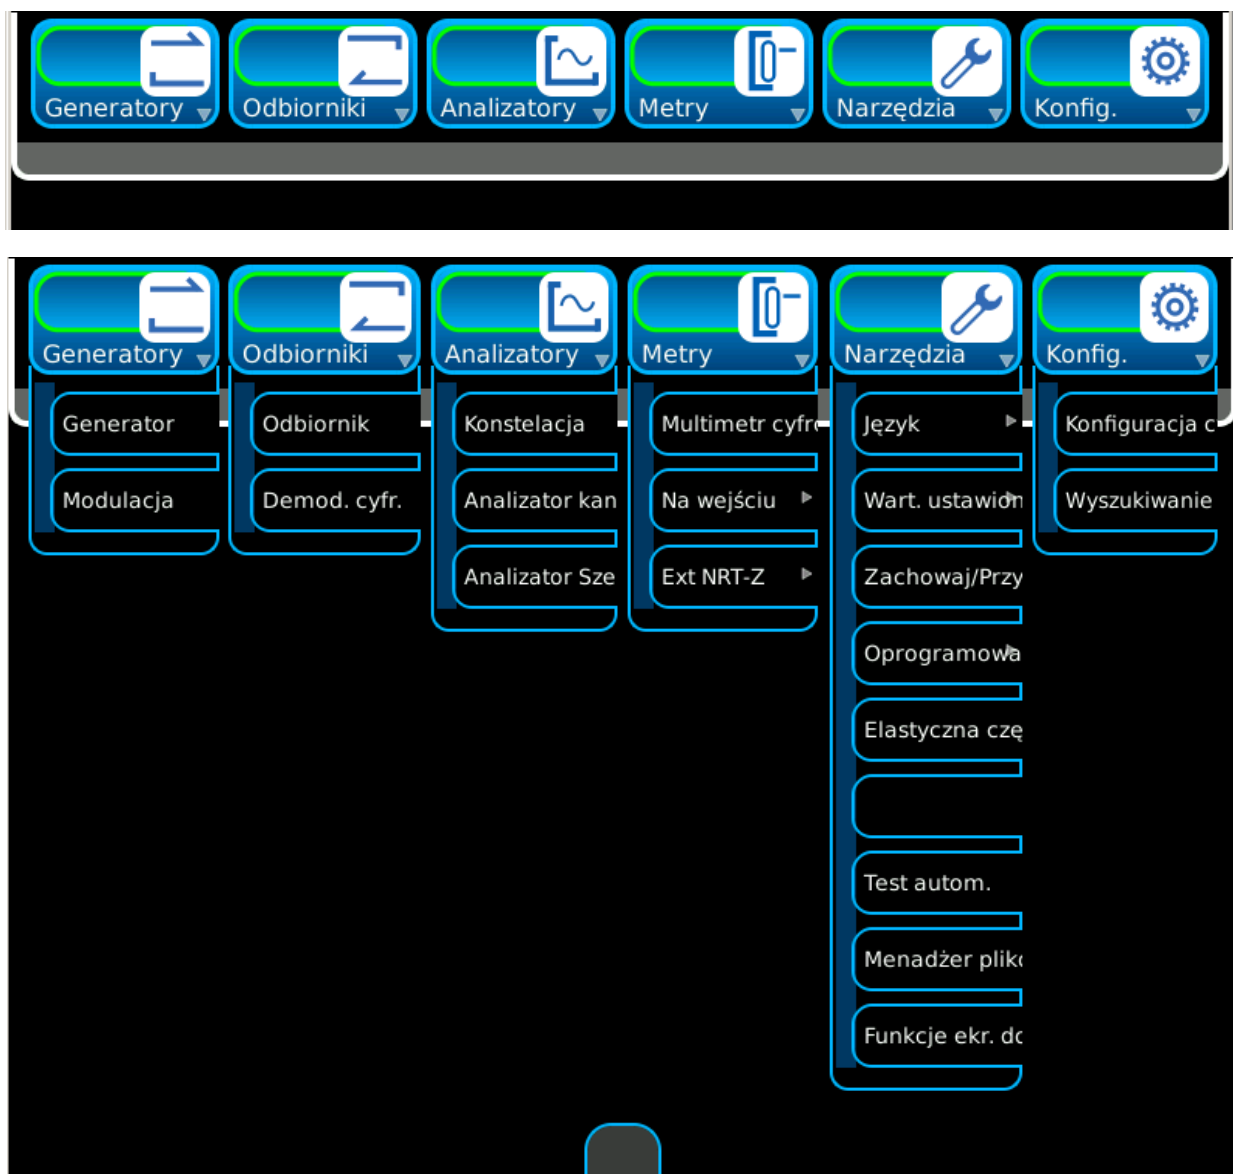 Generatory
Odbiorniki
Analizatory
Metry
Narzędzia
Konfig.
Generatory
Odbiorniki
Analizatory
Metry
Narzędzia
Konfig.
Generator
Modulacja
Odbiornik
Demod. cyfr.
Konstelacja
Analizator kan
Analizator Sze
Multimetr cyfr
Na wejściu
Ext NRT-Z
Język
Wart. ustawion
Zachowaj/Przy
Oprogramowa
Elastyczna czę
Test autom.
Menadżer plik
Funkcje ekr. do
Konfiguracja c
Wyszukiwanie